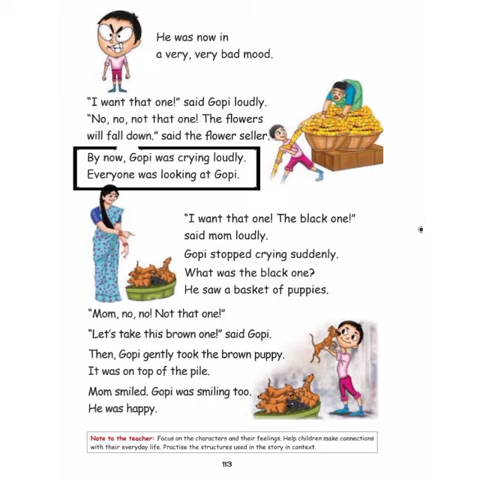 He was now in
a very, very bad mood.
"I want that one!" said Gopi loudly.
"No, no, not that one! The flowers
will fall down." said the flower seller.
By now, Gopi was crying loudly.
Everyone was looking at Gopi.
"I want that one! The black one!"
said mom loudly.
Gopi stopped crying suddenly.
What was the black one?
He saw a basket of puppies.
"Mom, no, no! Not that one!"
"Let's take this brown one!" said Gopi.
Then, Gopi gently took the brown puppy.
It was on top of the pile.
Mom smiled. Gopi was smiling too.
He was happy.
Note to the teacher: Focus on the characters and their feelings. Help children make connections
with their everyday life. Practise the structures used in the story in context.
113